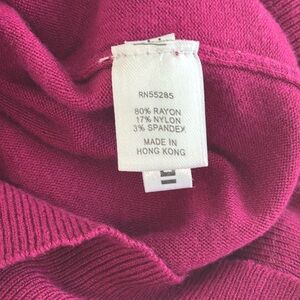 RN55285
80% RAYON
17% NYLON
3% SPANDEX
MADE IN
HONG KONG